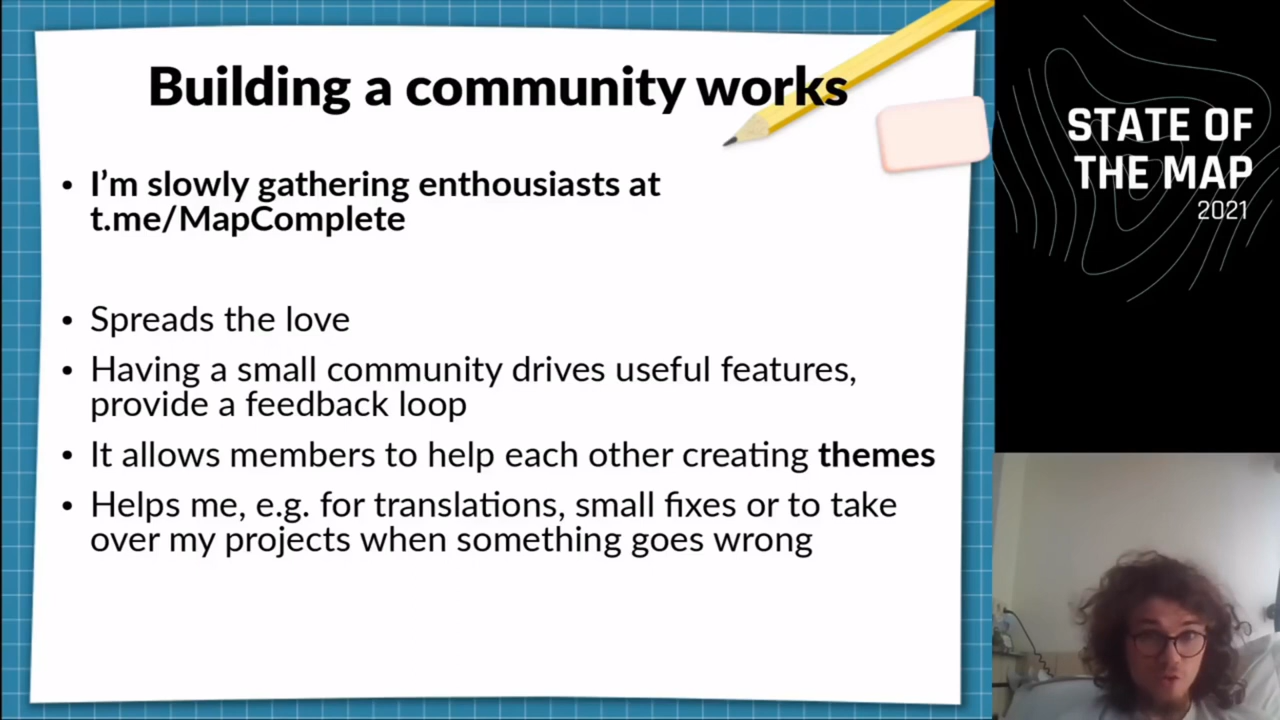 Building a community works
• I’m slowly gathering enthousiasts at
t.me/MapComplete
• Spreads the love
• Having a small community drives useful features,
provide a feedback loop
• It allows members to help each other creating themes
• Helps me, e.g. for translations, small fixes or to take
over my projects when something goes wrong
STATE OF
THE MAP
2021